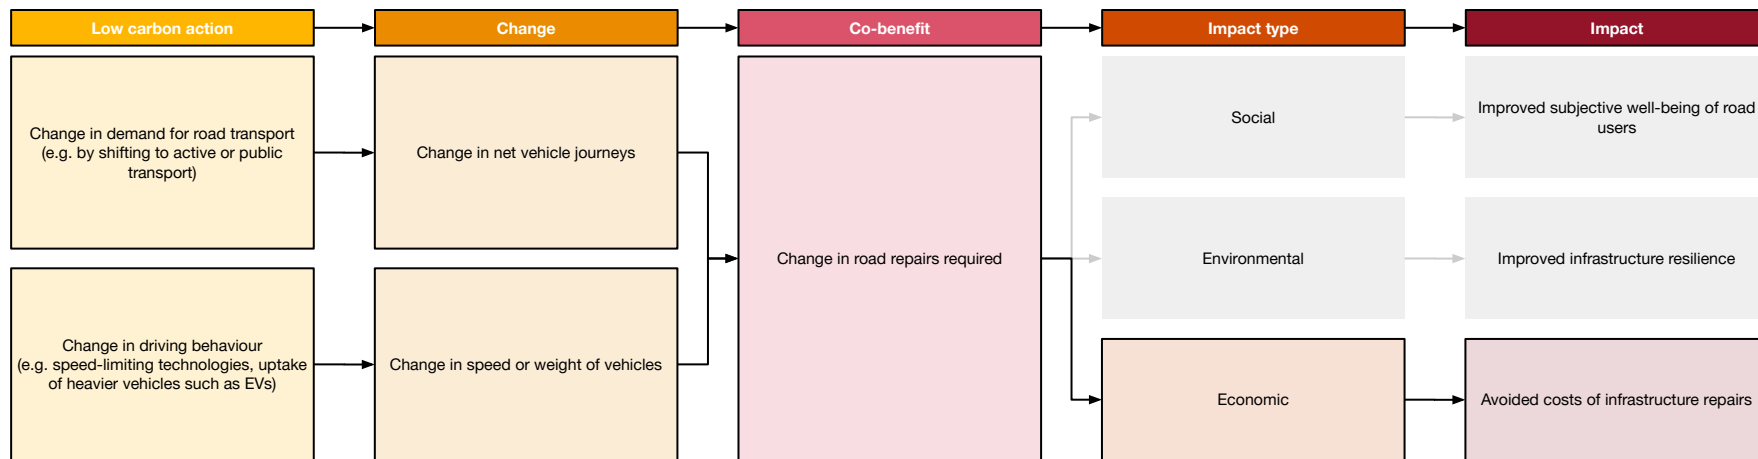 Low carbon action
Change
Co-benefit
Impact type
Impact
Change in demand for road transport
(e.g. by shifting to active or public
transport)
Change in net vehicle journeys
Change in road repairs required
Social
Improved subjective well-being of road
users
Environmental
Improved infrastructure resilience
Change in driving behaviour
(e.g. speed-limiting technologies, uptake
of heavier vehicles such as EVs)
Change in speed or weight of vehicles
Economic
Avoided costs of infrastructure repairs